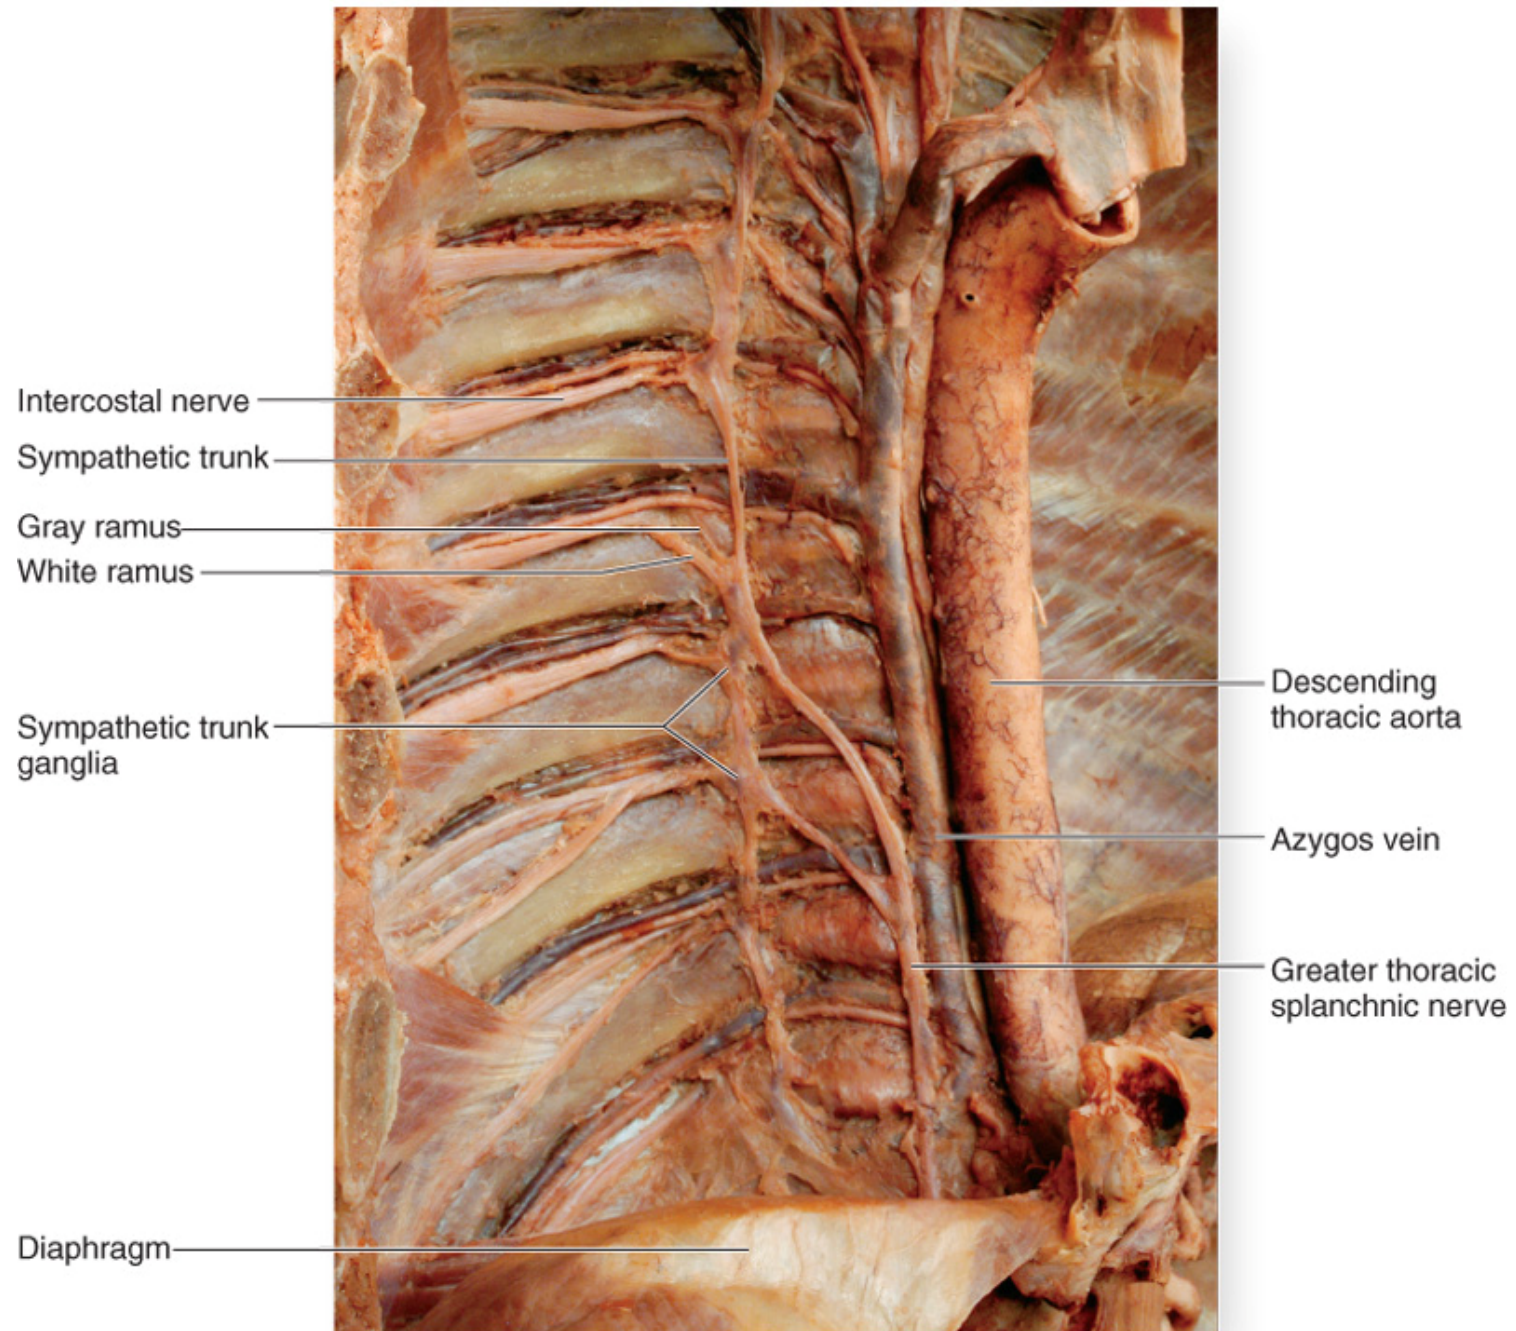 Intercostal nerve
Sympathetic trunk
Gray ramus
White ramus
Sympathetic trunk
ganglia
Diaphragm
Descending
thoracic aorta
Azygos vein
Greater thoracic
splanchnic nerve